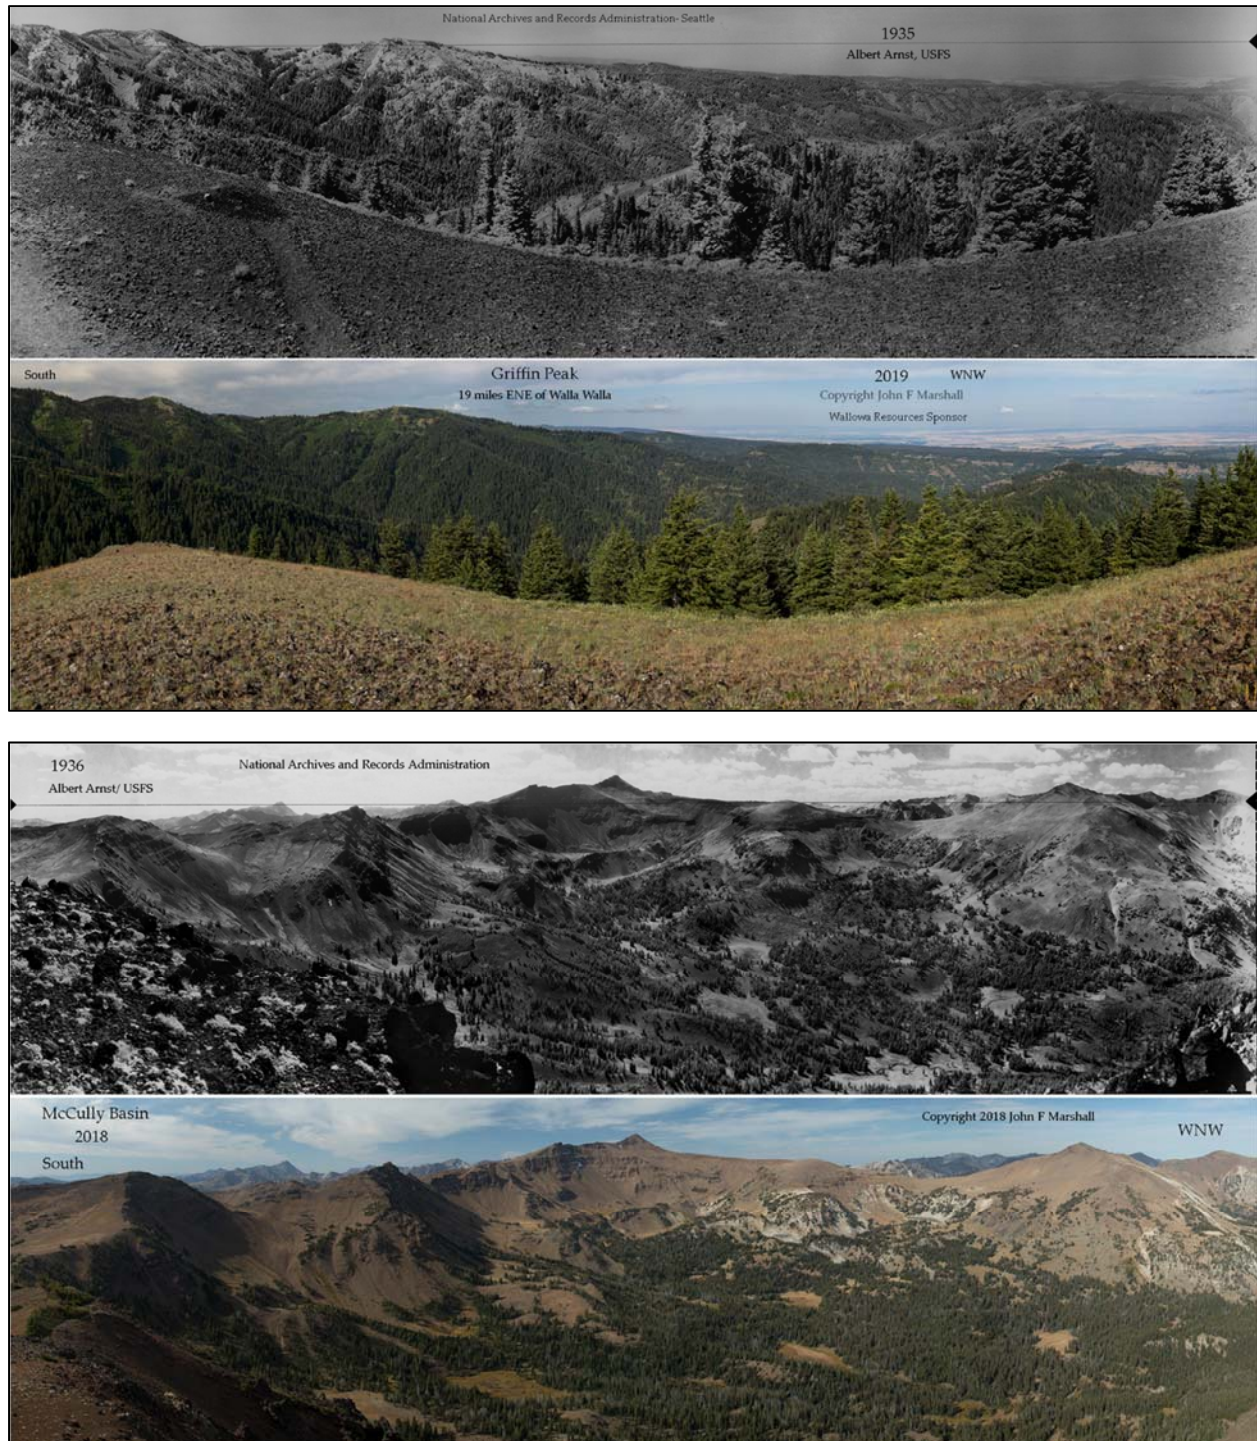 National Archives and Records Administration- Seattle
1935
Albert Arnst, USFS
South
Griffin Peak
19 miles ENE of Walla Walla
2019 WNW
Copyright John F Marshall
Wallowa Resources Sponsor
1936
Albert Arnst/ USFS
National Archives and Records Administration
McCully Basin
2018
South
Copyright 2018 John F Marshall
WNW